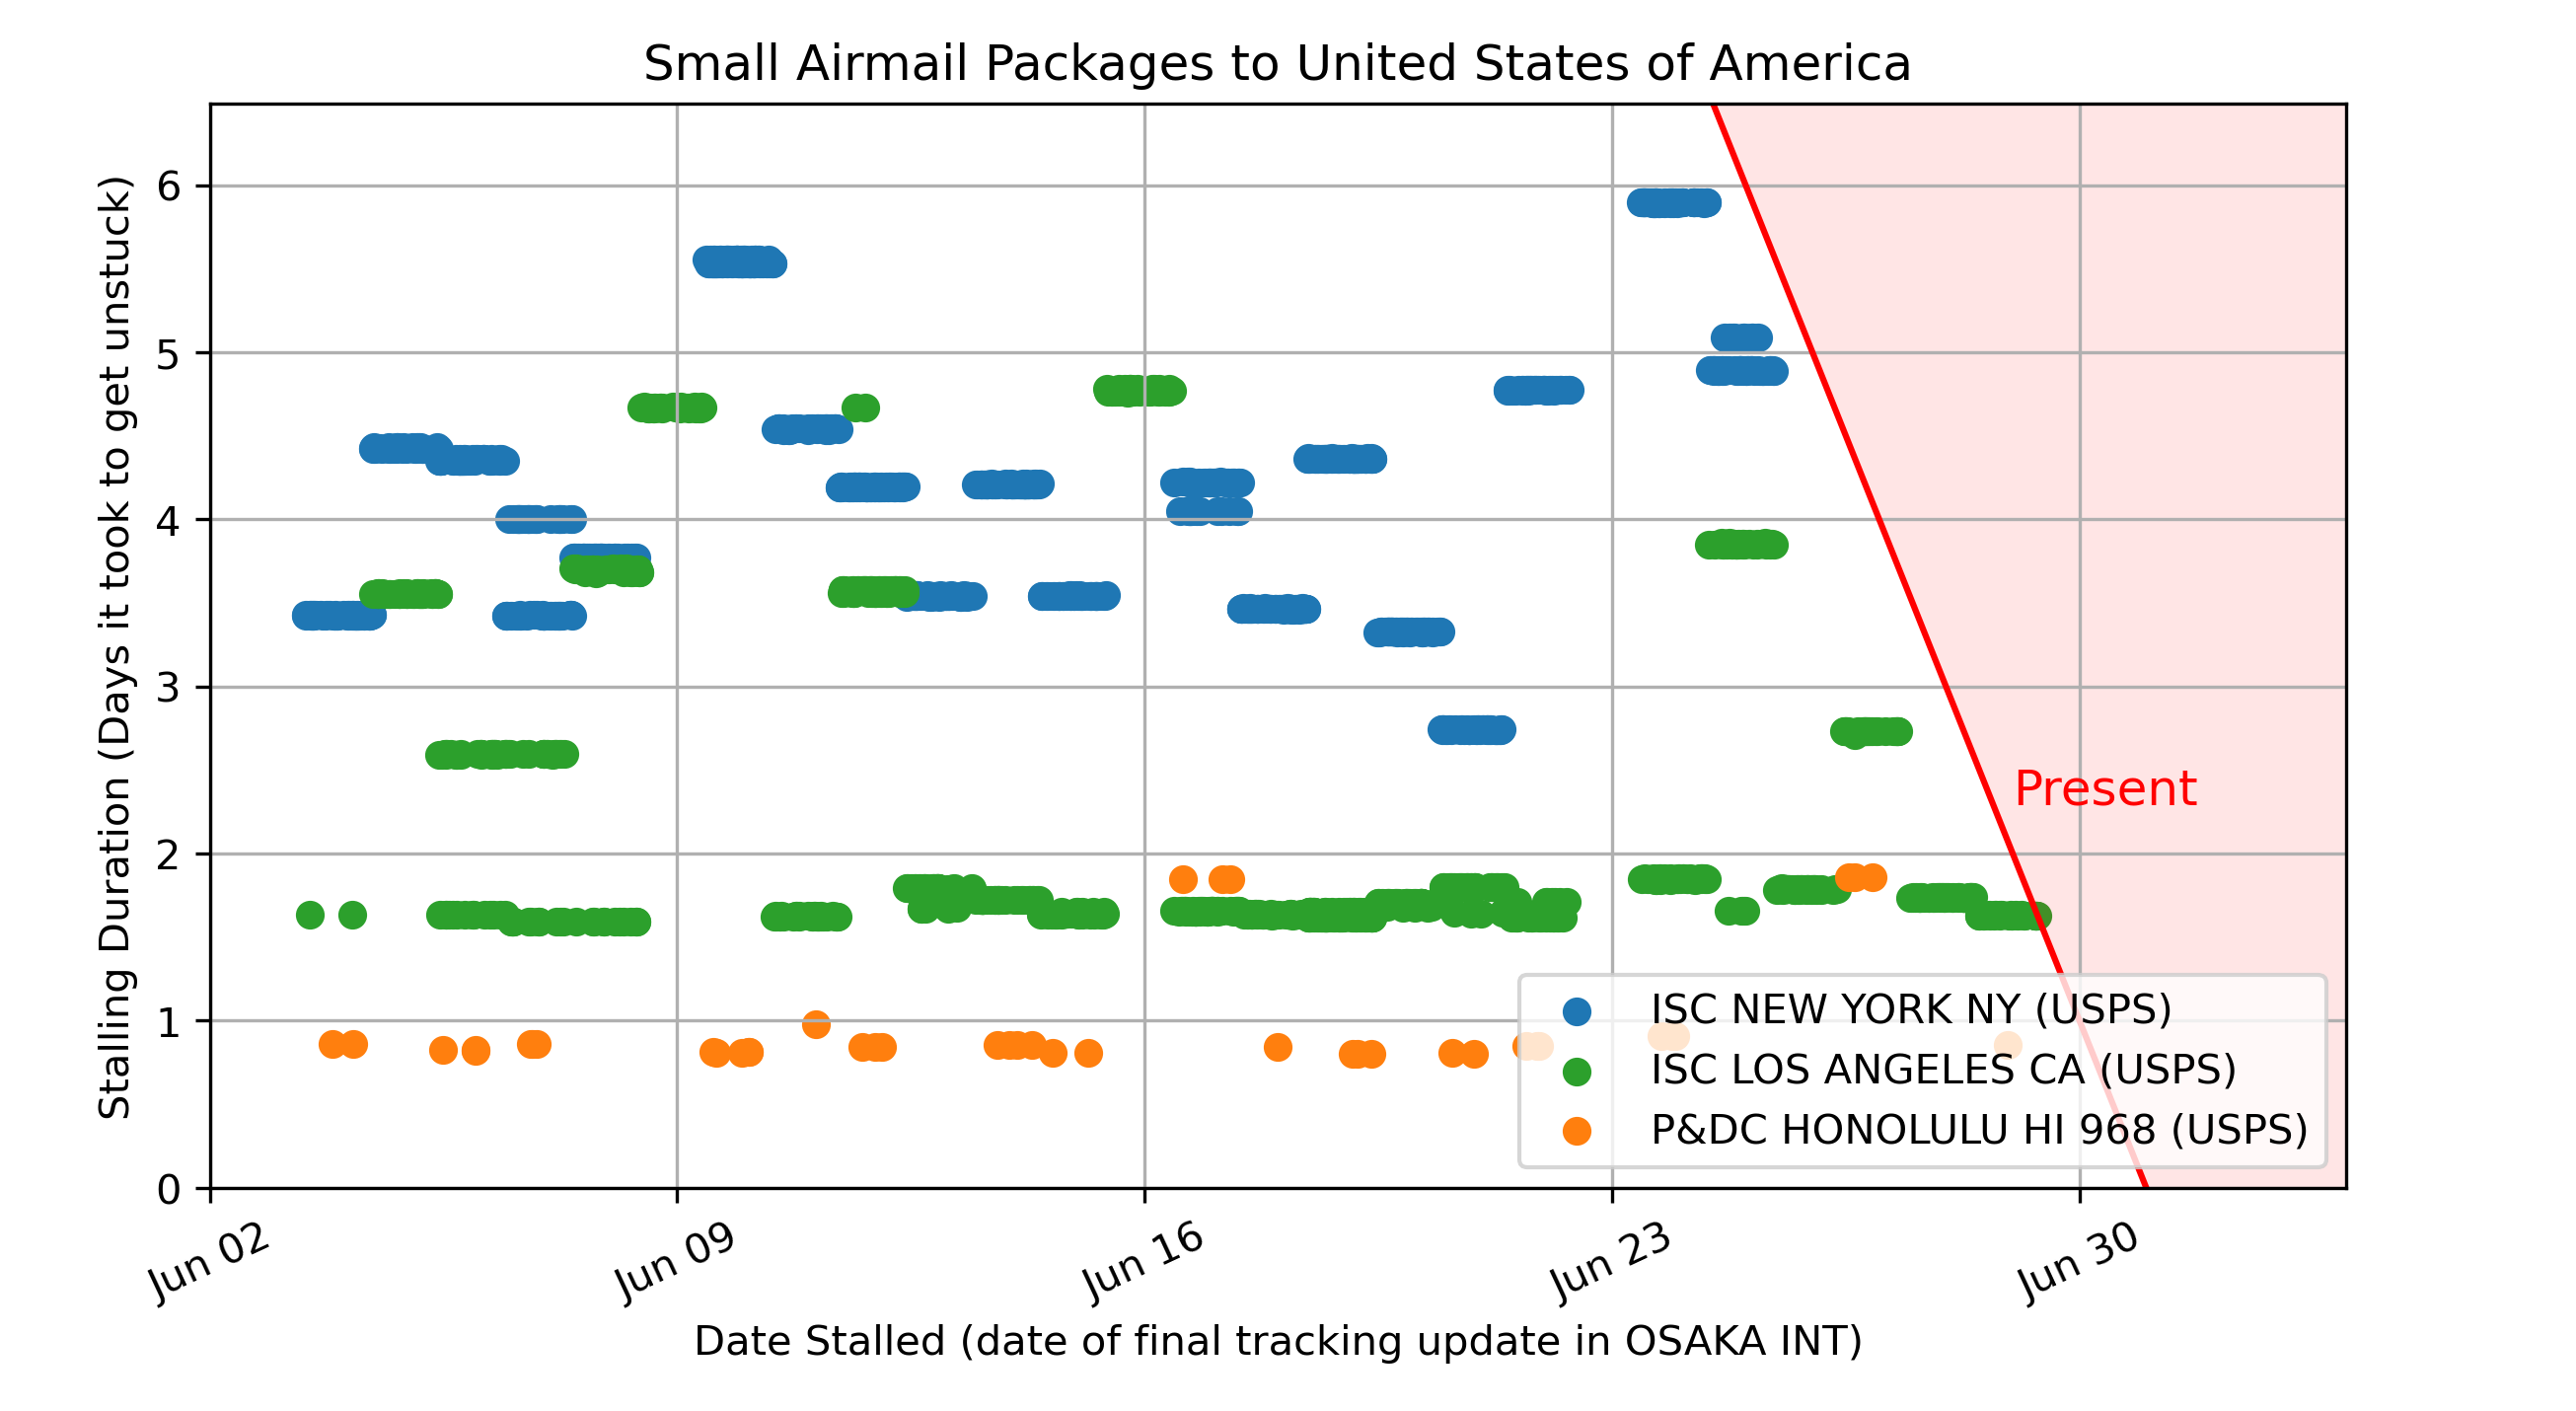 Small Airmail Packages to United States of America
Stalling Duration (Days it took to get unstuck)
6
5
4
3
2
1
0
Present
ISC NEW YORK NY (USPS)
ISC LOS ANGELES CA (USPS)
P&DC HONOLULU HI 968 (USPS)
Jun 02
Jun 09
Jun 16
Jun 23
Jun 30
Date Stalled (date of final tracking update in OSAKA INT)